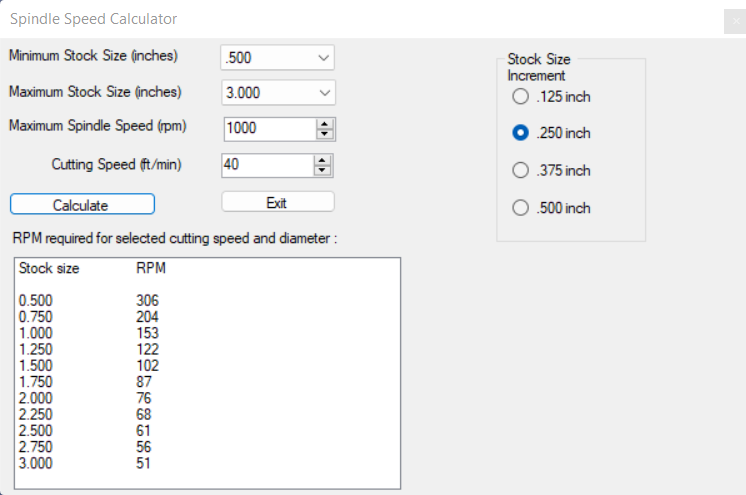 Spindle Speed Calculator
Minimum Stock Size (inches) .500
Maximum Stock Size (inches) 3.000
Maximum Spindle Speed (rpm) 1000
Cutting Speed (ft/min) 40
Calculate Exit
Stock Size
Increment
.125 inch
.250 inch
.375 inch
.500 inch
RPM required for selected cutting speed and diameter :
Stock size RPM
0.500 306
0.750 204
1.000 153
1.250 122
1.500 102
1.750 87
2.000 76
2.250 68
2.500 61
2.750 56
3.000 51